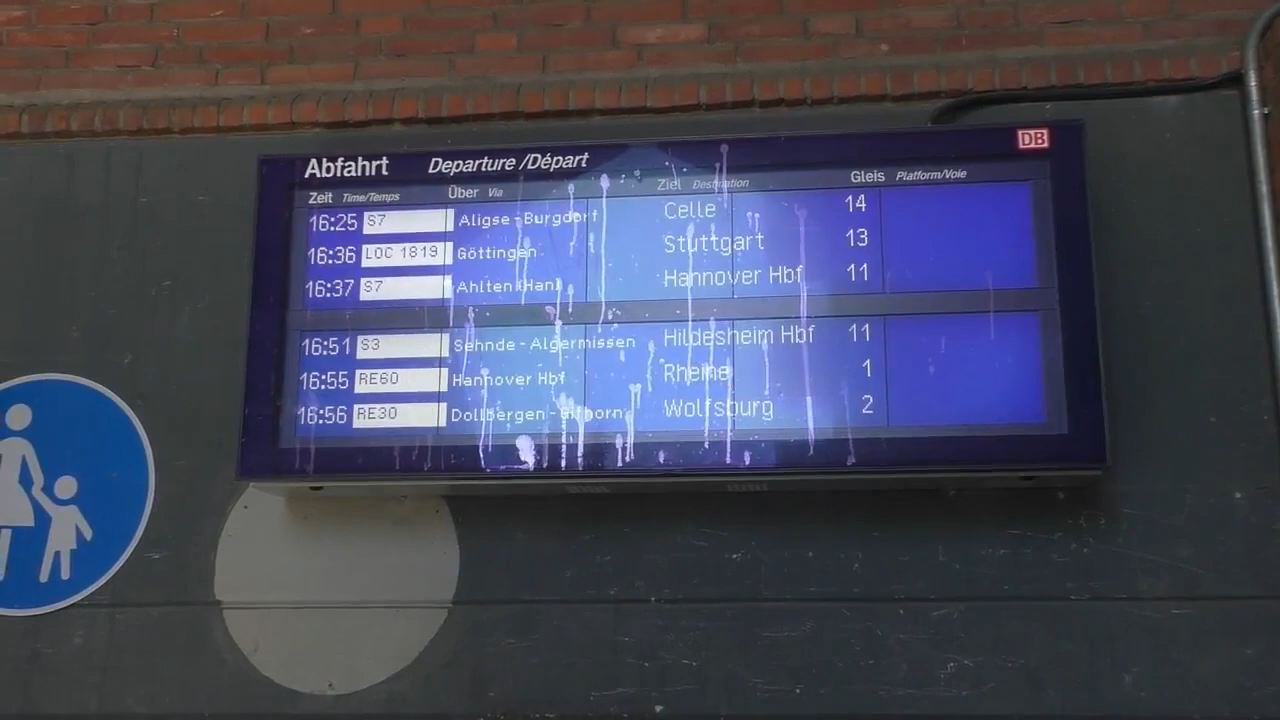 Abfahrt Departure /Départ DB
Zeit Time/Temps Über Via Ziel Destination Gleis Platform/Voie
16:25 S7 Aligse-Burgdorf Celle 14
16:36 LOC 1819 Göttingen Stuttgart 13
16:37 S7 Ahlten (Han) Hannover Hbf 11
16:51 S3 Sehnde-Algermissen Hildesheim Hbf 11
16:55 RE60 Hannover Hbf Rheine 1
16:56 RE30 Dollbergen-Gifhorn Wolfsburg 2